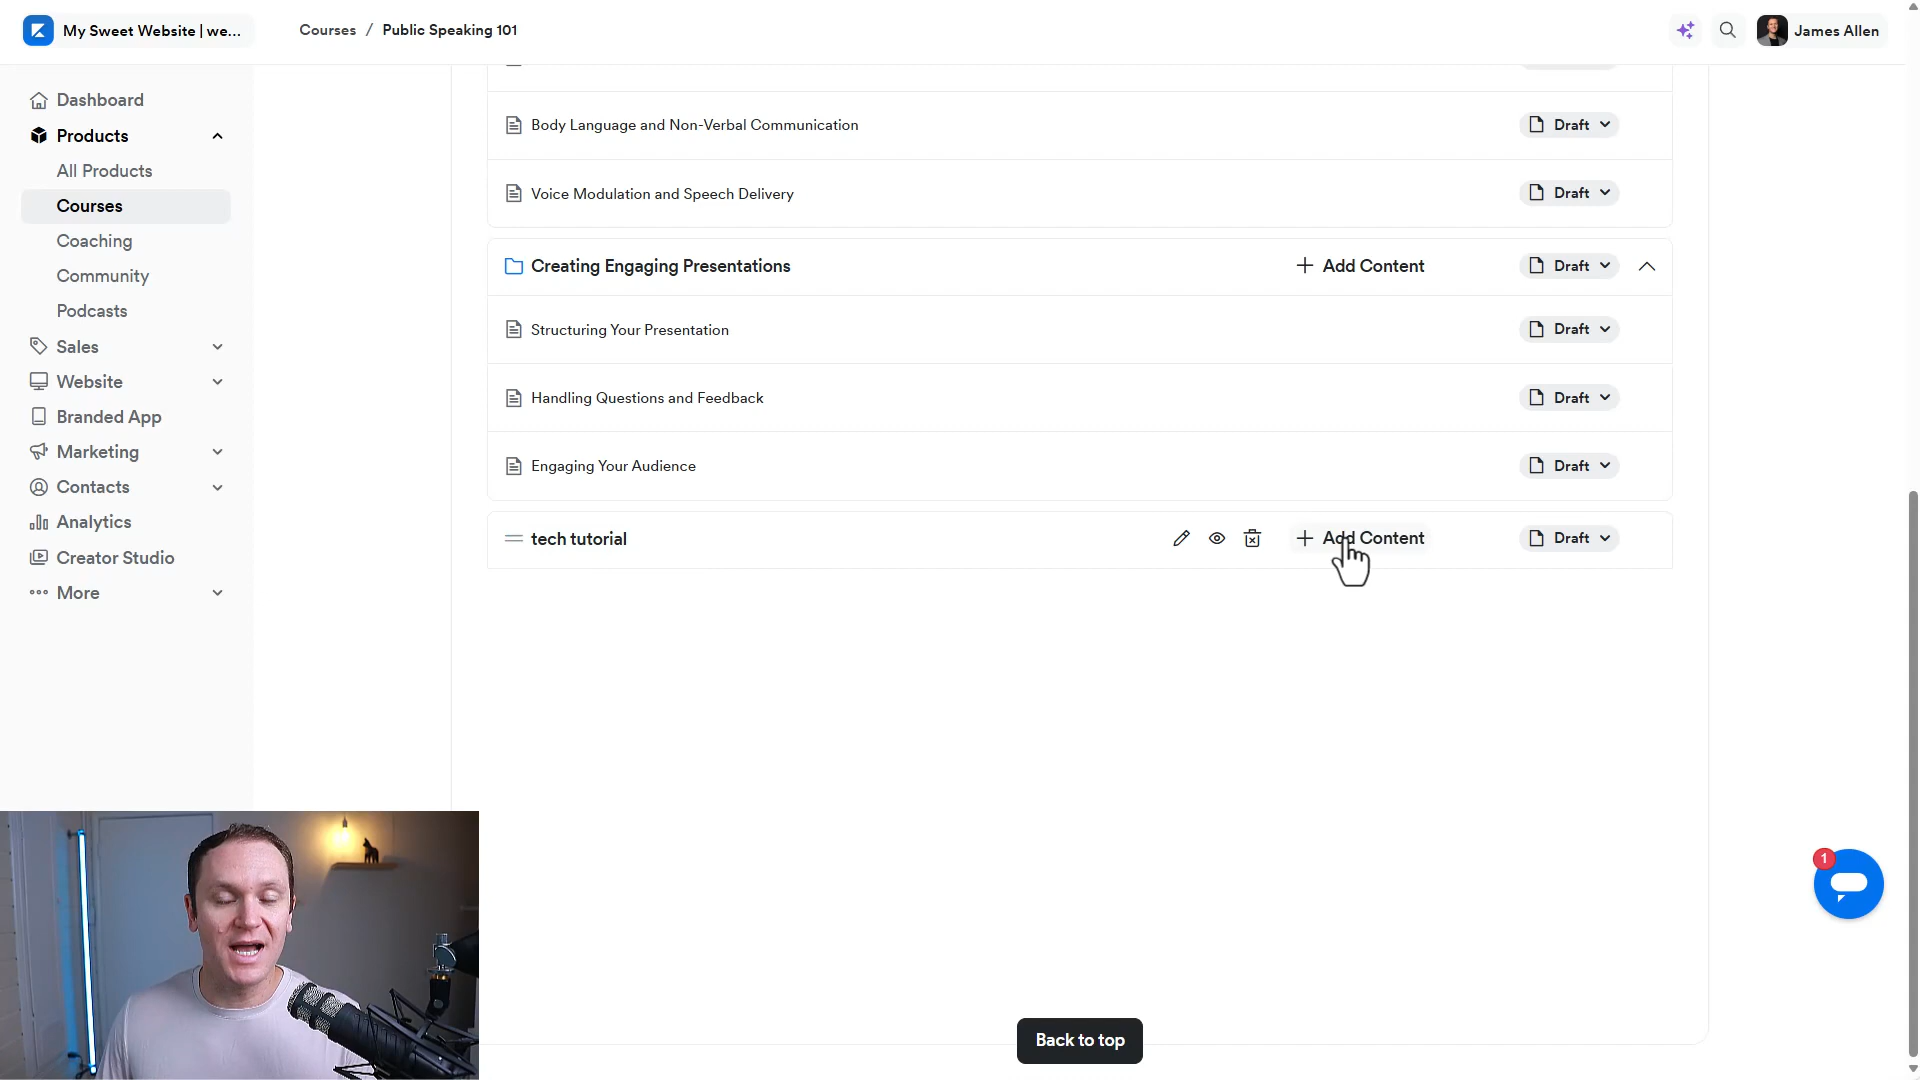 My Sweet Website | we...
Courses / Public Speaking 101
James Allen
Dashboard
Products
All Products
Courses
Coaching
Community
Podcasts
Sales
Website
Branded App
Marketing
Contacts
Analytics
Creator Studio
More
Body Language and Non-Verbal Communication
Draft
Voice Modulation and Speech Delivery
Draft
Creating Engaging Presentations
+ Add Content
Draft
Structuring Your Presentation
Draft
Handling Questions and Feedback
Draft
Engaging Your Audience
Draft
tech tutorial
+ Add Content
Draft
1
Back to top